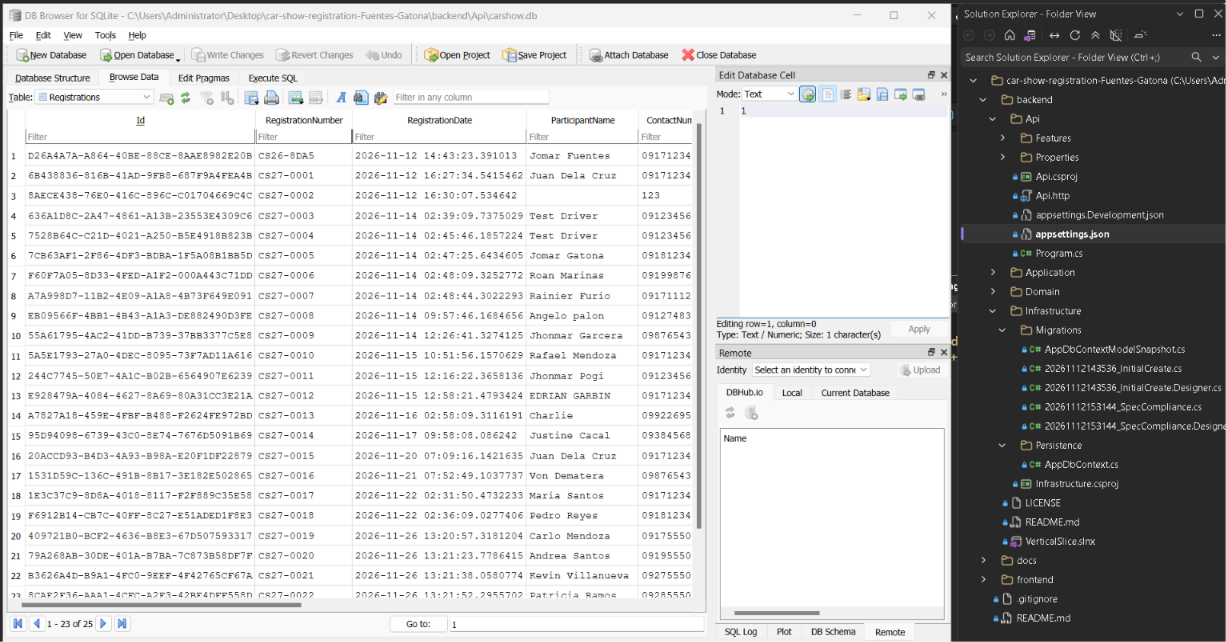 DB Browser for SQLite - C:\Users\Administrator\Desktop\car-show-registration-Fuentes-Gatona\backend\Api\carshow.db
File Edit View Tools Help
New Database Open Database Write Changes Revert Changes Undo Open Project Save Project Attach Database Close Database
Database Structure Browse Data Edit Pragmas Execute SQL
Table: Registrations Filter in any column
Id RegistrationNumber RegistrationDate ParticipantName ContactNum
Filter Filter Filter Filter Filter
1 D26A4A7A-A864-40BE-88CE-8AAE8982E20B CS26-8DA5 2026-11-12 14:43:23.391013 Jomar Fuentes 09171234
2 6B438836-816B-41AD-9FB8-687F9A4FEA4B CS27-0001 2026-11-12 16:27:34.5415462 Juan Dela Cruz 09171234
3 8AECE438-76E0-416C-896C-C01704669C4C CS27-0002 2026-11-12 16:30:07.534642 123
4 636A1D8C-2A47-4861-A13B-23553E4309C6 CS27-0003 2026-11-14 02:39:09.7375029 Test Driver 09123456
5 7528B64C-C21D-4021-A250-B5E4918B823B CS27-0004 2026-11-14 02:45:46.1857224 Test Driver 09123456
6 7CB63AF1-2F86-4DF3-BDBA-1F5A08B1BB5D CS27-0005 2026-11-14 02:47:25.6434605 Jomar Gatona 09181234
7 F60F7A05-8D33-4FED-A1F2-000A443C71DD CS27-0006 2026-11-14 02:48:09.3252772 Roan Marinas 09199876
8 A7A998D7-11B2-4E09-A1A8-4B73F649E091 CS27-0007 2026-11-14 02:48:44.3022293 Rainier Furio 09171112
9 EB09566F-4BB1-4B43-A1A3-DE882490D3FE CS27-0008 2026-11-14 09:57:46.1684656 Angelo palon 09127483
10 55A61795-4AC2-41DD-B739-37BB3377C5E8 CS27-0009 2026-11-14 12:26:41.3274125 Jhonmar Garcera 09876543
11 5A5E1793-27A0-4DEC-8095-73F7AD11A616 CS27-0010 2026-11-15 10:51:56.1570629 Rafael Mendoza 09171234
12 244C7745-50E7-4A1C-B02B-6564907E6239 CS27-0011 2026-11-15 12:16:22.3658136 Jhonmar Pogi 09123456
13 E928479A-4084-4627-8A69-80A31CC3E21A CS27-0012 2026-11-15 12:58:21.4793424 EDRIAN GARBIN 09171234
14 A7827A18-459E-4FBF-B488-F2624FE972BD CS27-0013 2026-11-16 02:58:09.3116191 Charlie 09922695
15 95D94098-6739-43C0-8E74-7676D5091B69 CS27-0014 2026-11-17 09:58:08.086242 Justine Cacal 09384568
16 20ACCD93-B4D3-4A93-B98A-E20F1DF22879 CS27-0015 2026-11-20 07:09:16.1421635 Juan Dela Cruz 09171234
17 1531D59C-136C-491B-8B17-3E182E502865 CS27-0016 2026-11-21 07:52:49.1037737 Von Dematera 09876543
18 1E3C37C9-8D8A-4018-8117-F2F889C35E58 CS27-0017 2026-11-22 02:31:50.4732233 Maria Santos 09171234
19 F6912B14-CB7C-40FF-8C27-E51ADED1F8E3 CS27-0018 2026-11-22 02:36:09.0277406 Pedro Reyes 09181234
20 409721B0-BCF2-4636-B8E3-67D507593317 CS27-0019 2026-11-26 13:20:57.3181204 Carlo Mendoza 09175550
21 79A268AB-30DE-401A-B7BA-7C873B58DF7F CS27-0020 2026-11-26 13:21:23.7786415 Andrea Santos 09195550
22 B3626A4D-B9A1-4FC0-9EEF-4F42765CF67A CS27-0021 2026-11-26 13:21:38.0580774 Kevin Villanueva 09275550
23 8CAF2F36-AAA1-4CFC-A2F3-42BF4DFF558D CS27-0022 2026-11-26 13:21:52.2955702 Patricia Ramos 09285550
1 - 23 of 25 Go to: 1
Edit Database Cell
Mode: Text
1 1
Editing row=1, column=0
Type: Text / Numeric; Size: 1 character(s) Apply
Remote
Identity Select an identity to conne Upload
DBHub.io Local Current Database
Name
SQL Log Plot DB Schema Remote
Solution Explorer - Folder View
Search Solution Explorer - Folder View (Ctrl+;)
car-show-registration-Fuentes-Gatona (C:\Users\Adr
backend
Api
Features
Properties
Api.csproj
Api.http
appsettings.Development.json
appsettings.json
C# Program.cs
Application
Domain
Infrastructure
Migrations
C# AppDbContextModelSnapshot.cs
C# 20261112143536_InitialCreate.cs
C# 20261112143536_InitialCreate.Designer.cs
C# 20261112153144_SpecCompliance.cs
C# 20261112153144_SpecCompliance.Designe
Persistence
C# AppDbContext.cs
Infrastructure.csproj
LICENSE
README.md
VerticalSlice.slnx
docs
frontend
.gitignore
README.md